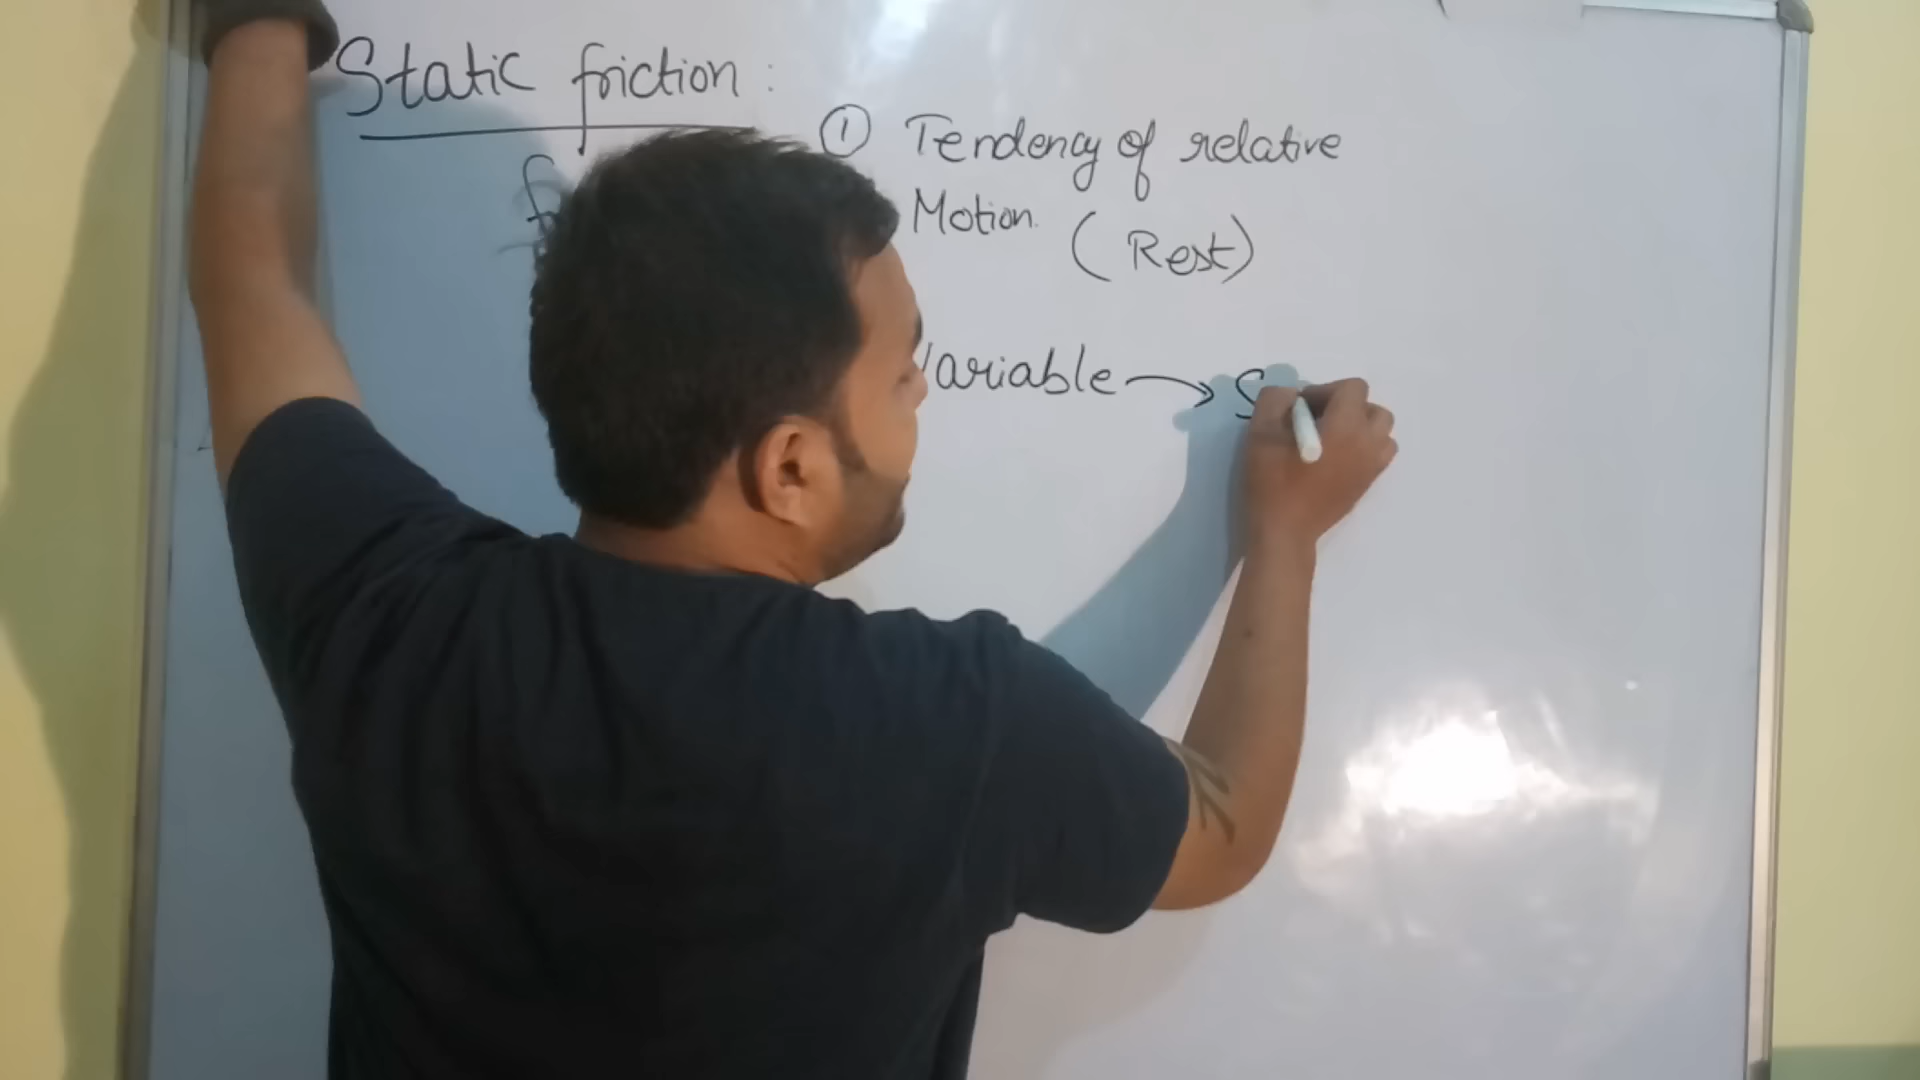 Static friction :
① Tendency of relative
Motion.
(Rest)
Variable → S